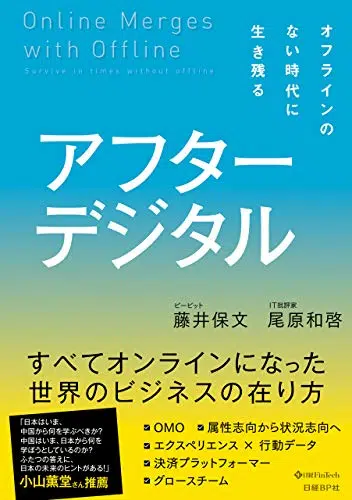 Online Merges
with Offline
Survive in times without offline
オフラインの
ない時代に
生き残る
アフター
デジタル
ビービット
藤井保文
IT批評家
尾原和啓
すべてオンラインになった
世界のビジネスの在り方
「日本はいま、
中国から何を学ぶべきか?
中国はいま、日本から何を
学ぼうとしているのか?
ふたつの答えに、
日本の未来のヒントがある!」
小山薫堂さん推薦
OMO 属性志向から状況志向へ
エクスペリエンス × 行動データ
決済プラットフォーマー
グロースチーム
日経FinTech
日経BP社